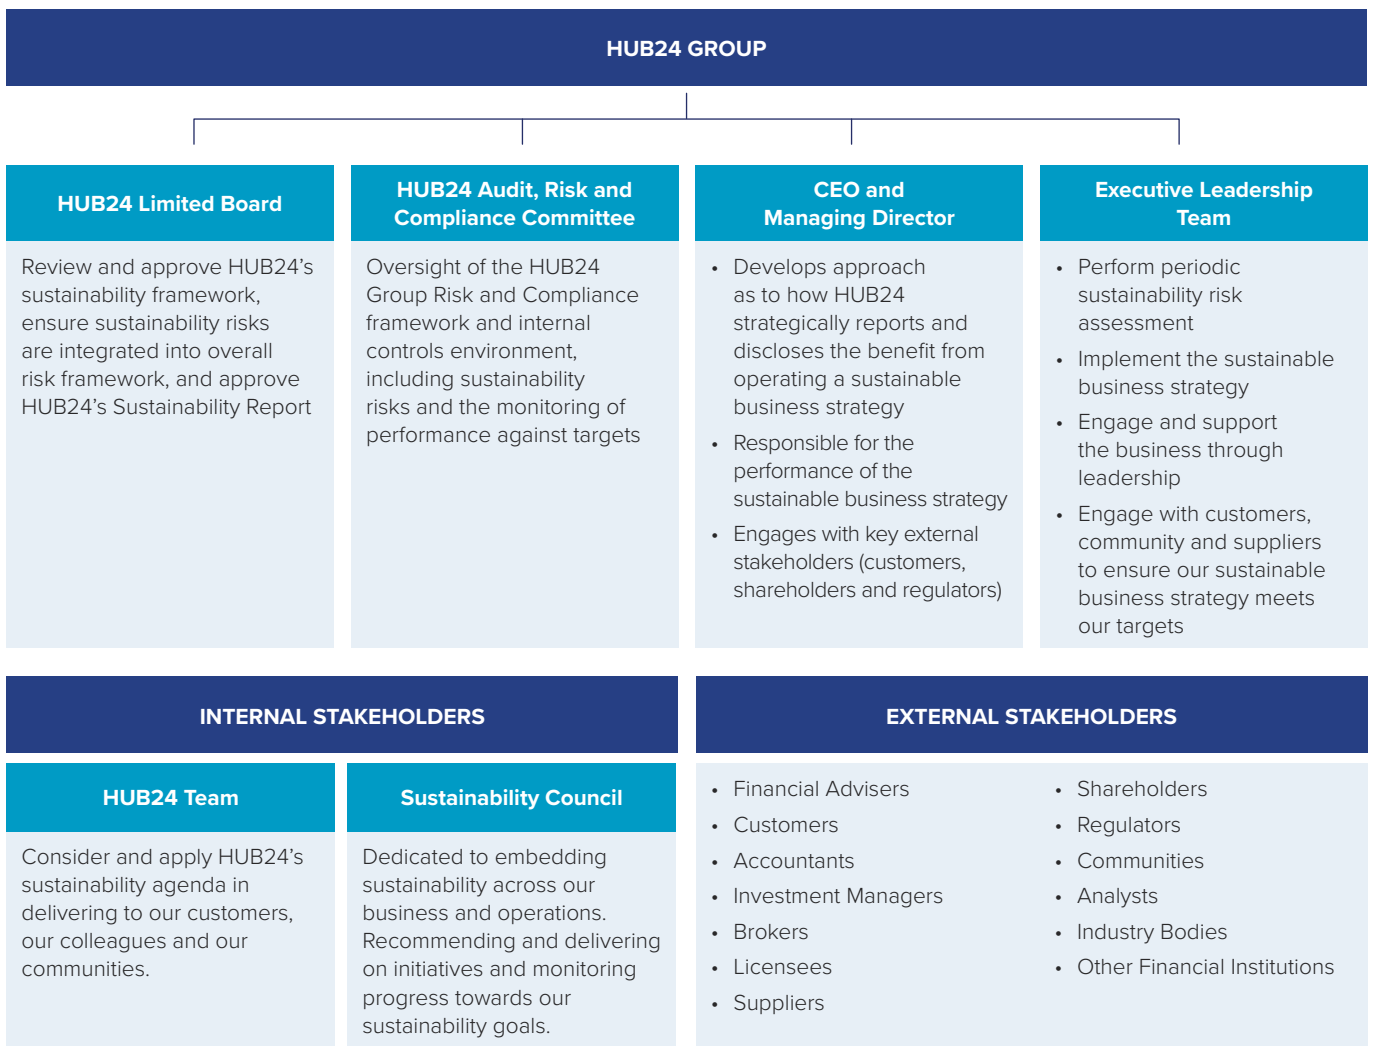 HUB24 GROUP
HUB24 Limited Board
Review and approve HUB24’s
sustainability framework,
ensure sustainability risks
are integrated into overall
risk framework, and approve
HUB24’s Sustainability Report
HUB24 Audit, Risk and
Compliance Committee
Oversight of the HUB24
Group Risk and Compliance
framework and internal
controls environment,
including sustainability
risks and the monitoring of
performance against targets
CEO and
Managing Director
• Develops approach
as to how HUB24
strategically reports and
discloses the benefit from
operating a sustainable
business strategy
• Responsible for the
performance of the
sustainable business strategy
• Engages with key external
stakeholders (customers,
shareholders and regulators)
Executive Leadership
Team
• Perform periodic
sustainability risk
assessment
• Implement the sustainable
business strategy
• Engage and support
the business through
leadership
• Engage with customers,
community and suppliers
to ensure our sustainable
business strategy meets
our targets
INTERNAL STAKEHOLDERS
HUB24 Team
Consider and apply HUB24’s
sustainability agenda in
delivering to our customers,
our colleagues and our
communities.
Sustainability Council
Dedicated to embedding
sustainability across our
business and operations.
Recommending and delivering
on initiatives and monitoring
progress towards our
sustainability goals.
EXTERNAL STAKEHOLDERS
• Financial Advisers
• Customers
• Accountants
• Investment Managers
• Brokers
• Licensees
• Suppliers
• Shareholders
• Regulators
• Communities
• Analysts
• Industry Bodies
• Other Financial Institutions